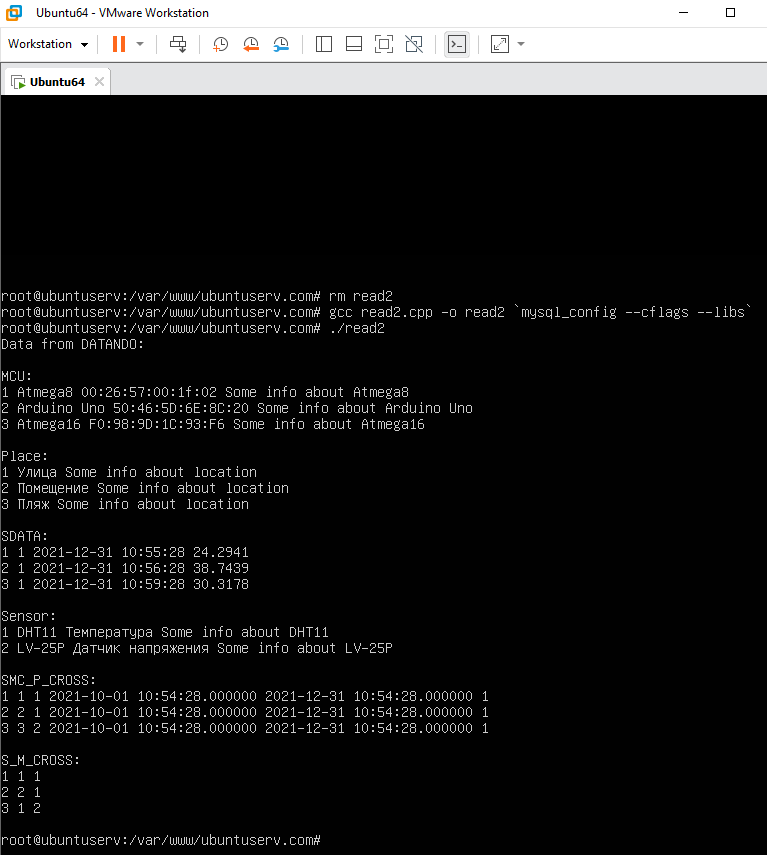 Ubuntu64 - VMware Workstation
Workstation
Ubuntu64
root@ubuntuserv:/var/www/ubuntuserv.com# rm read2
root@ubuntuserv:/var/www/ubuntuserv.com# gcc read2.cpp -o read2 `mysql_config --cflags --libs`
root@ubuntuserv:/var/www/ubuntuserv.com# ./read2
Data from DATANDO:
MCU:
1 Atmega8 00:26:57:00:1f:02 Some info about Atmega8
2 Arduino Uno 50:46:5D:6E:8C:20 Some info about Arduino Uno
3 Atmega16 F0:98:9D:1C:93:F6 Some info about Atmega16
Place:
1 Улица Some info about location
2 Помещение Some info about location
3 Пляж Some info about location
SDATA:
1 1 2021-12-31 10:55:28 24.2941
2 1 2021-12-31 10:56:28 38.7439
3 1 2021-12-31 10:59:28 30.3178
Sensor:
1 DHT11 Температура Some info about DHT11
2 LV-25P Датчик напряжения Some info about LV-25P
SMC_P_CROSS:
1 1 1 2021-10-01 10:54:28.000000 2021-12-31 10:54:28.000000 1
2 2 1 2021-10-01 10:54:28.000000 2021-12-31 10:54:28.000000 1
3 3 2 2021-10-01 10:54:28.000000 2021-12-31 10:54:28.000000 1
S_M_CROSS:
1 1 1
2 2 1
3 1 2
root@ubuntuserv:/var/www/ubuntuserv.com#